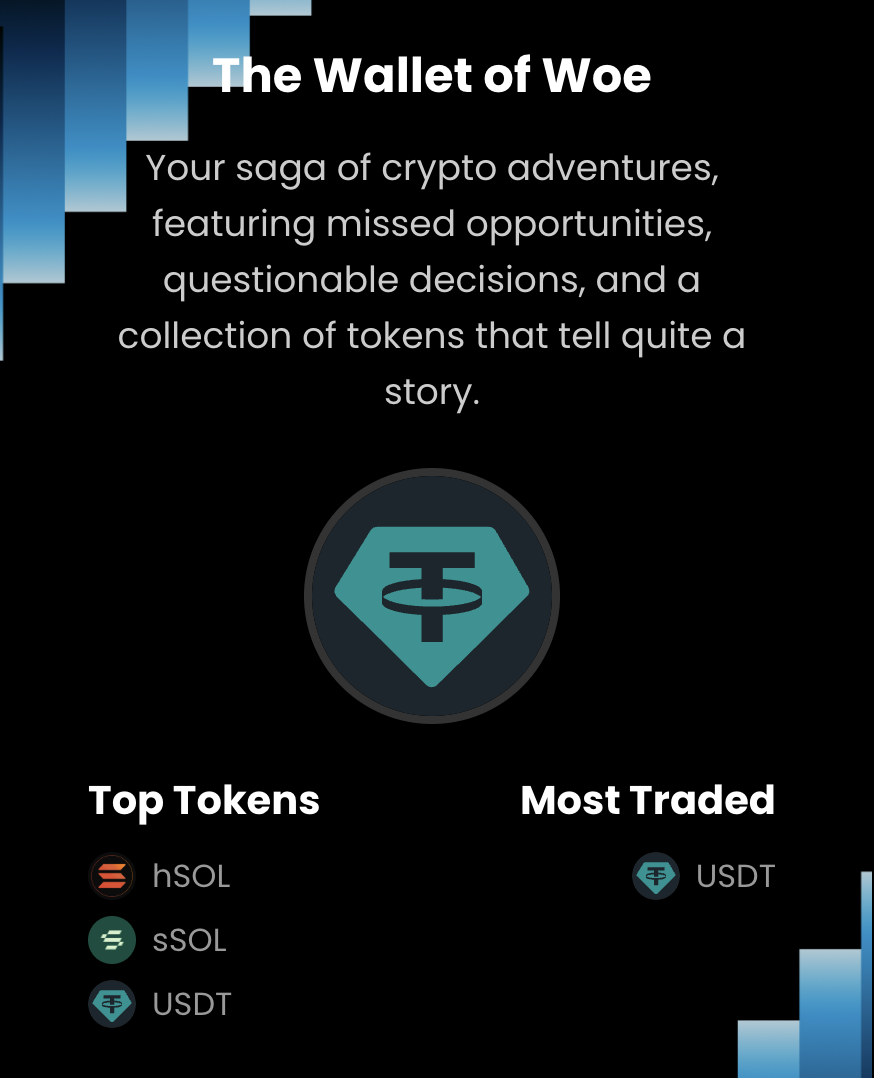 The Wallet of Woe
Your saga of crypto adventures,
featuring missed opportunities,
questionable decisions, and a
collection of tokens that tell quite a
story.
Top Tokens
hSOL
sSOL
USDT
Most Traded
USDT